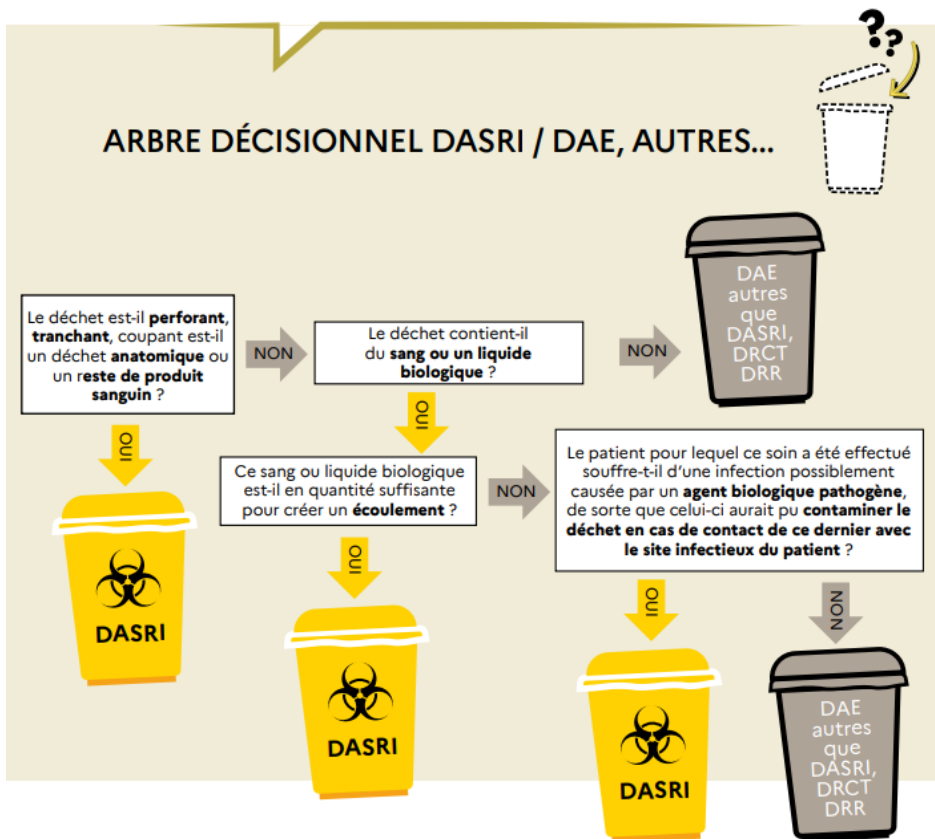 ??
ARBRE DÉCISIONNEL DASRI / DAE, AUTRES...
Le déchet est-il perforant,
tranchant, coupant est-il
un déchet anatomique ou
un reste de produit
sanguin ?
NON
Le déchet contient-il
du sang ou un liquide
biologique ?
NON
DAE
autres
que
DASRI,
DRCT
DRR
OUI
DASRI
OUI
Ce sang ou liquide biologique
est-il en quantité suffisante
pour créer un écoulement ?
NON
Le patient pour lequel ce soin a été effectué
souffre-t-il d'une infection possiblement
causée par un agent biologique pathogène,
de sorte que celui-ci aurait pu contaminer le
déchet en cas de contact de ce dernier avec
le site infectieux du patient ?
OUI
DASRI
OUI
DASRI
NON
DAE
autres
que
DASRI,
DRCT
DRR